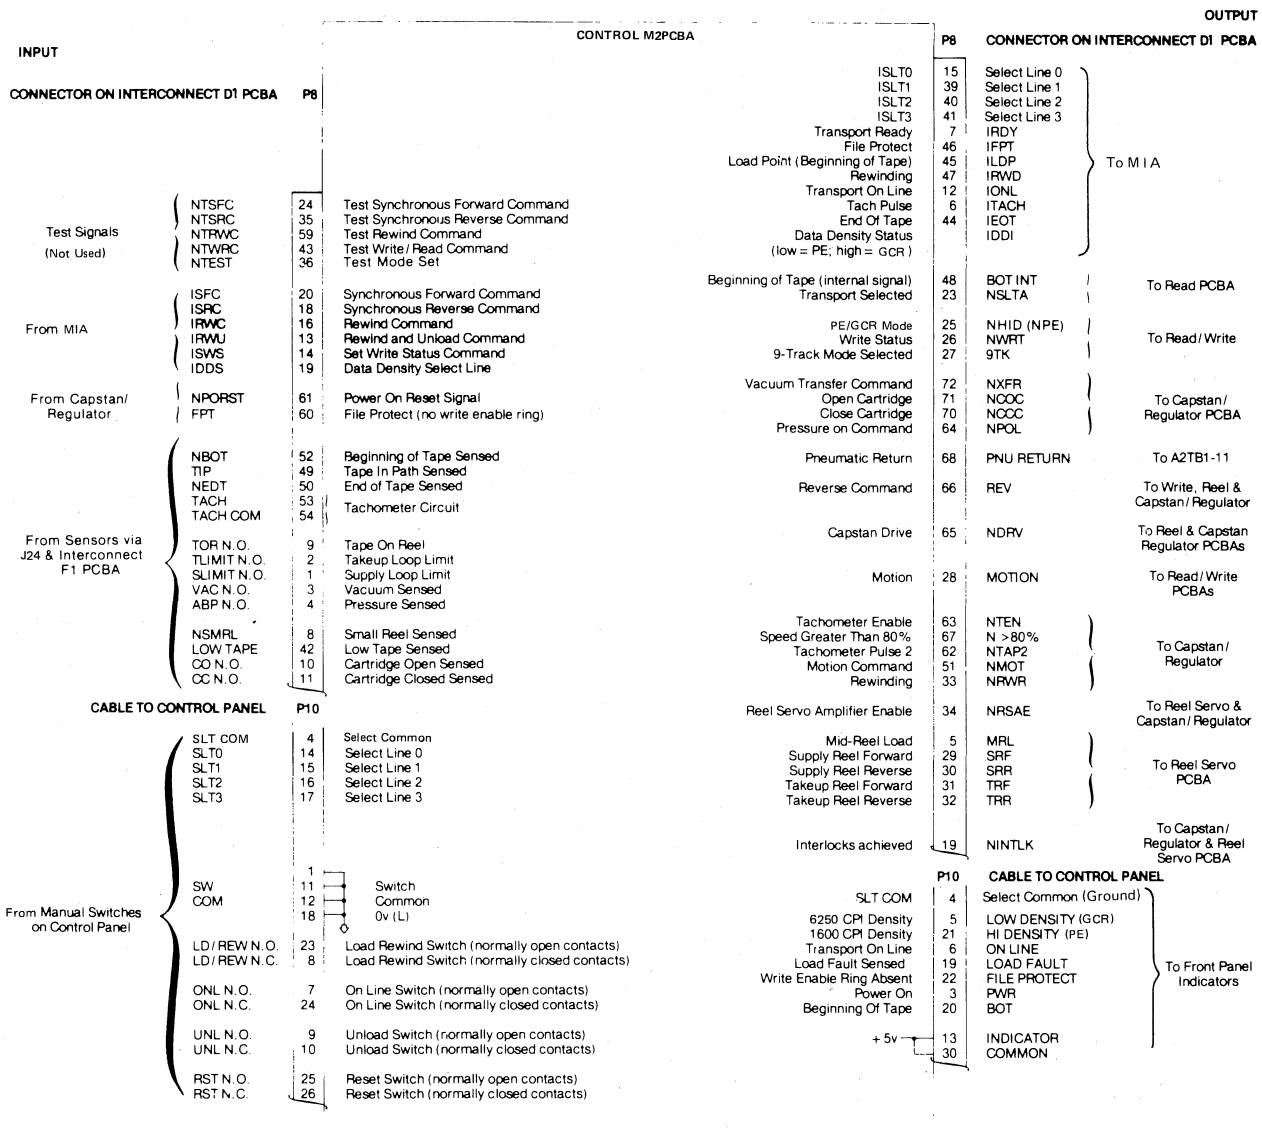 CONTROL M2PCBA
INPUT
CONNECTOR ON INTERCONNECT D1 PCBA P8
Test Signals
(Not Used)
NTSFC 24 Test Synchronous Forward Command
NTSRC 35 Test Synchronous Reverse Command
NTRWC 59 Test Rewind Command
NTWRC 43 Test Write/Read Command
NTEST 36 Test Mode Set
From MIA
ISFC 20 Synchronous Forward Command
ISRC 18 Synchronous Reverse Command
IRWC 16 Rewind Command
IRWU 13 Rewind and Unload Command
ISWS 14 Set Write Status Command
IDDS 19 Data Density Select Line
From Capstan/
Regulator
NPORST 61 Power On Reset Signal
FPT 60 File Protect (no write enable ring)
From Sensors via
J24 & Interconnect
F1 PCBA
NBOT 52 Beginning of Tape Sensed
TIP 49 Tape In Path Sensed
NEDT 50 End of Tape Sensed
TACH 53
TACH COM 54
Tachometer Circuit
TOR N.O. 9 Tape On Reel
TLIMIT N.O. 2 Takeup Loop Limit
SLIMIT N.O. 1 Supply Loop Limit
VAC N.O. 3 Vacuum Sensed
ABP N.O. 4 Pressure Sensed
NSMRL 8 Small Reel Sensed
LOW TAPE 42 Low Tape Sensed
CO N.O. 10 Cartridge Open Sensed
CC N.O. 11 Cartridge Closed Sensed
CABLE TO CONTROL PANEL P10
From Manual Switches
on Control Panel
SLT COM 4 Select Common
SLT0 14 Select Line 0
SLT1 15 Select Line 1
SLT2 16 Select Line 2
SLT3 17 Select Line 3
1
SW 11 Switch
COM 12 Common
18 0v (L)
LD/REW N.O. 23 Load Rewind Switch (normally open contacts)
LD/REW N.C. 8 Load Rewind Switch (normally closed contacts)
ONL N.O. 7 On Line Switch (normally open contacts)
ONL N.C. 24 On Line Switch (normally closed contacts)
UNL N.O. 9 Unload Switch (normally open contacts)
UNL N.C. 10 Unload Switch (normally closed contacts)
RST N.O. 25 Reset Switch (normally open contacts)
RST N.C. 26 Reset Switch (normally closed contacts)
OUTPUT
P8 CONNECTOR ON INTERCONNECT D1 PCBA
ISLT0 15 Select Line 0
ISLT1 39 Select Line 1
ISLT2 40 Select Line 2
ISLT3 41 Select Line 3
Transport Ready 7 IRDY
File Protect 46 IFPT
Load Point (Beginning of Tape) 45 ILDP
Rewinding 47 IRWD
Transport On Line 12 IONL
Tach Pulse 6 ITACH
End Of Tape 44 IEOT
Data Density Status IDDI
(low = PE; high = GCR)
To MIA
Beginning of Tape (internal signal) 48 BOT INT
Transport Selected 23 NSLTA
To Read PCBA
PE/GCR Mode 25 NHID (NPE)
Write Status 26 NWRT
9-Track Mode Selected 27 9TK
To Read/Write
Vacuum Transfer Command 72 NXFR
Open Cartridge 71 NCOC
Close Cartridge 70 NCCC
Pressure on Command 64 NPOL
To Capstan/
Regulator PCBA
Pneumatic Return 68 PNU RETURN To A2TB1-11
Reverse Command 66 REV To Write, Reel &
Capstan/Regulator
Capstan Drive 65 NDRV To Reel & Capstan
Regulator PCBAs
Motion 28 MOTION To Read/Write
PCBAs
Tachometer Enable 63 NTEN
Speed Greater Than 80% 67 N >80%
Tachometer Pulse 2 62 NTAP2
Motion Command 51 NMOT
Rewinding 33 NRWR
To Capstan/
Regulator
Reel Servo Amplifier Enable 34 NRSAE To Reel Servo &
Capstan/Regulator
Mid-Reel Load 5 MRL
Supply Reel Forward 29 SRF
Supply Reel Reverse 30 SRR
Takeup Reel Forward 31 TRF
Takeup Reel Reverse 32 TRR
To Reel Servo
PCBA
Interlocks achieved 19 NINTLK
To Capstan/
Regulator & Reel
Servo PCBA
P10 CABLE TO CONTROL PANEL
SLT COM 4 Select Common (Ground)
6250 CPI Density 5 LOW DENSITY (GCR)
1600 CPI Density 21 HI DENSITY (PE)
Transport On Line 6 ON LINE
Load Fault Sensed 19 LOAD FAULT
Write Enable Ring Absent 22 FILE PROTECT
Power On 3 PWR
Beginning Of Tape 20 BOT
+ 5v 13 INDICATOR
30 COMMON
To Front Panel
Indicators